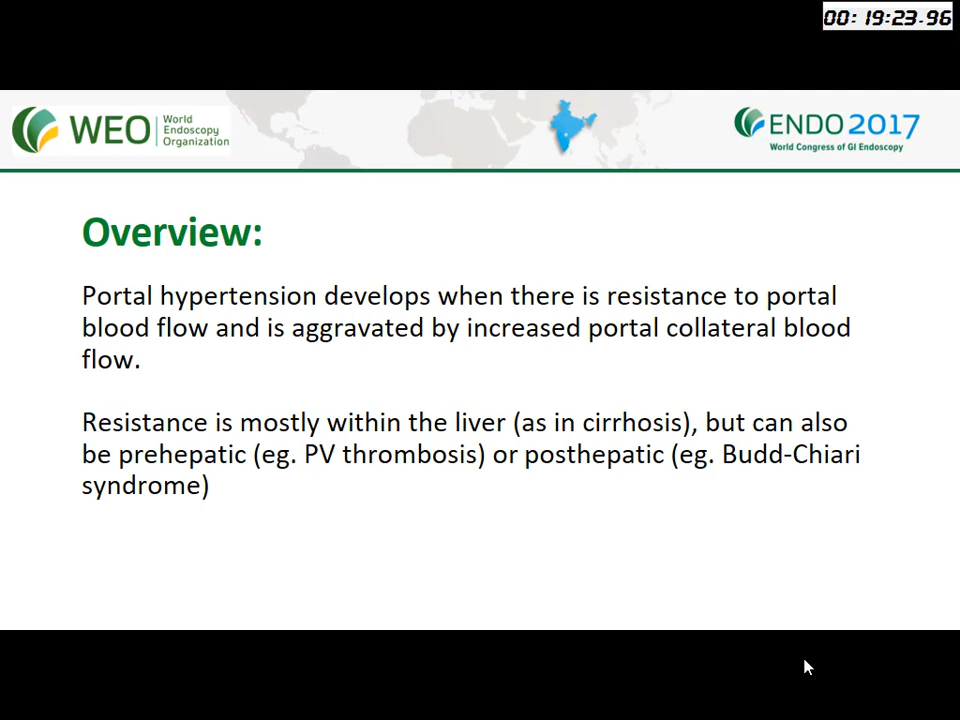 00: 19:23.96
WEO
World
Endoscopy
Organization
ENDO 2017
World Congress of GI Endoscopy
Overview:
Portal hypertension develops when there is resistance to portal
blood flow and is aggravated by increased portal collateral blood
flow.
Resistance is mostly within the liver (as in cirrhosis), but can also
be prehepatic (eg. PV thrombosis) or posthepatic (eg. Budd-Chiari
syndrome)